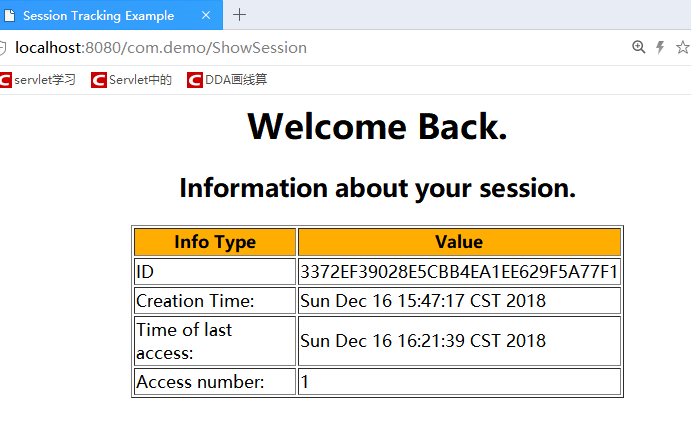 Session Tracking Example
localhost:8080/com.demo/ShowSession
servlet学习 Servlet中的 DDA画线算
Welcome Back.
Information about your session.
Info Type Value
ID 3372EF39028E5CBB4EA1EE629F5A77F1
Creation Time: Sun Dec 16 15:47:17 CST 2018
Time of last
access: Sun Dec 16 16:21:39 CST 2018
Access number: 1